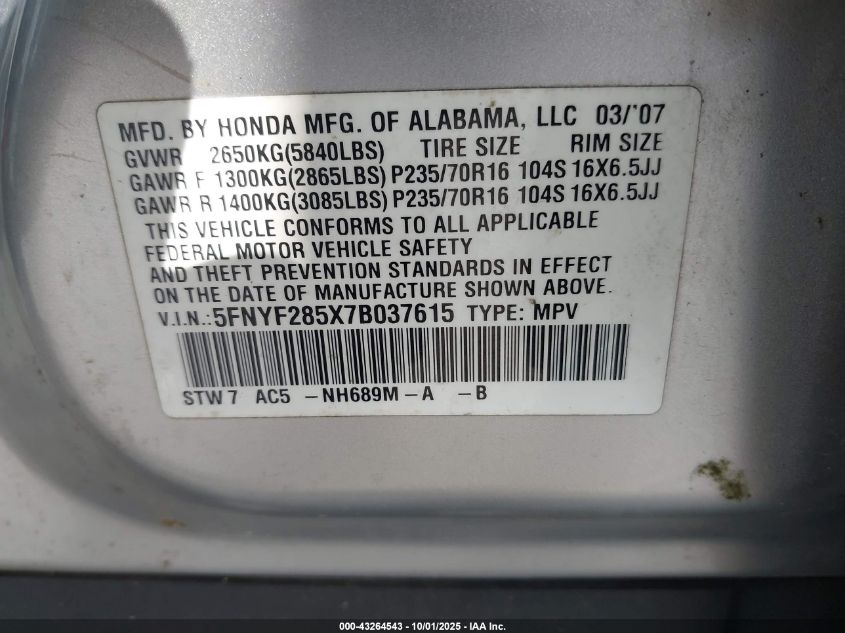 MFD. BY HONDA MFG. OF ALABAMA, LLC 03/'07
GVWR 2650KG(5840LBS) TIRE SIZE RIM SIZE
GAWR F 1300KG(2865LBS) P235/70R16 104S 16X6.5JJ
GAWR R 1400KG(3085LBS) P235/70R16 104S 16X6.5JJ
THIS VEHICLE CONFORMS TO ALL APPLICABLE
FEDERAL MOTOR VEHICLE SAFETY
AND THEFT PREVENTION STANDARDS IN EFFECT
ON THE DATE OF MANUFACTURE SHOWN ABOVE.
V.I.N.:5FNYF285X7B037615 TYPE: MPV
STW7 AC5 -NH689M-A -B
000-43264543 - 10/01/2025 - IAA Inc.